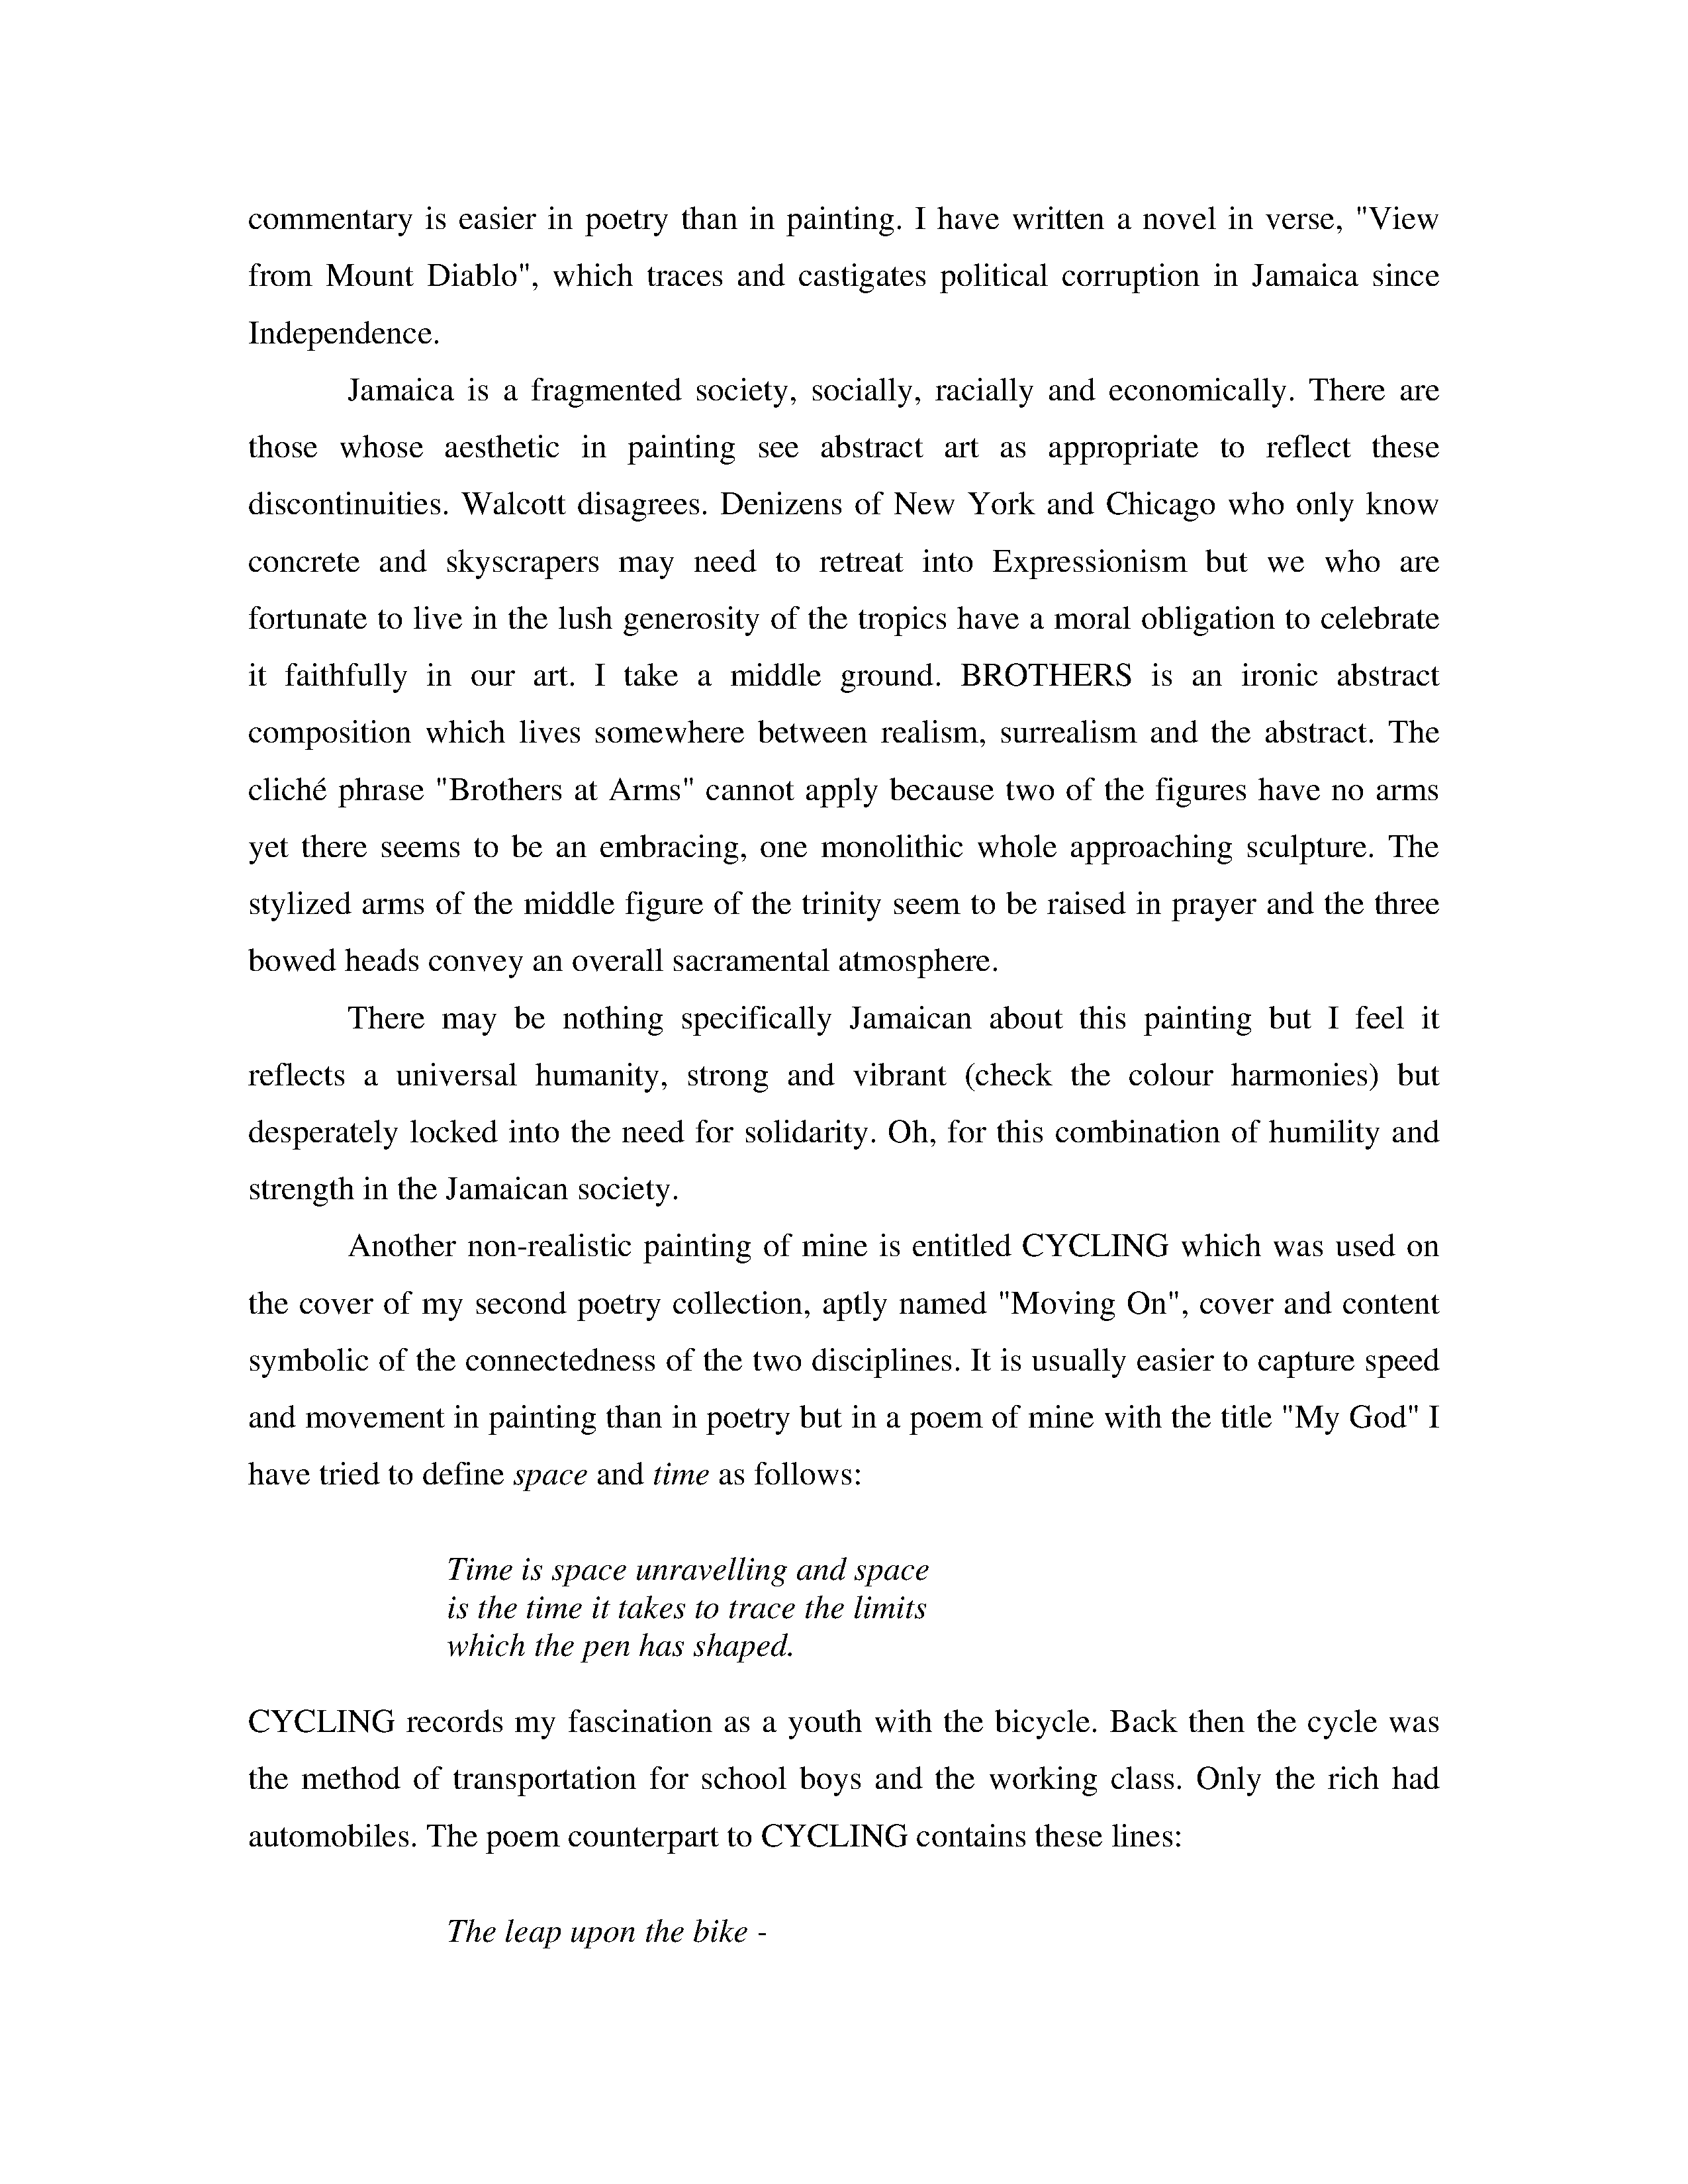 commentary is easier in poetry than in painting. I have written a novel in verse, "View
from Mount Diablo", which traces and castigates political corruption in Jamaica since
Independence.
Jamaica is a fragmented society, socially, racially and economically. There are
those whose aesthetic in painting see abstract art as appropriate to reflect these
discontinuities. Walcott disagrees. Denizens of New York and Chicago who only know
concrete and skyscrapers may need to retreat into Expressionism but we who are
fortunate to live in the lush generosity of the tropics have a moral obligation to celebrate
it faithfully in our art. I take a middle ground. BROTHERS is an ironic abstract
composition which lives somewhere between realism, surrealism and the abstract. The
cliché phrase "Brothers at Arms" cannot apply because two of the figures have no arms
yet there seems to be an embracing, one monolithic whole approaching sculpture. The
stylized arms of the middle figure of the trinity seem to be raised in prayer and the three
bowed heads convey an overall sacramental atmosphere.
There may be nothing specifically Jamaican about this painting but I feel it
reflects a universal humanity, strong and vibrant (check the colour harmonies) but
desperately locked into the need for solidarity. Oh, for this combination of humility and
strength in the Jamaican society.
Another non-realistic painting of mine is entitled CYCLING which was used on
the cover of my second poetry collection, aptly named "Moving On", cover and content
symbolic of the connectedness of the two disciplines. It is usually easier to capture speed
and movement in painting than in poetry but in a poem of mine with the title "My God" I
have tried to define space and time as follows:
Time is space unravelling and space
is the time it takes to trace the limits
which the pen has shaped.
CYCLING records my fascination as a youth with the bicycle. Back then the cycle was
the method of transportation for school boys and the working class. Only the rich had
automobiles. The poem counterpart to CYCLING contains these lines:
The leap upon the bike -